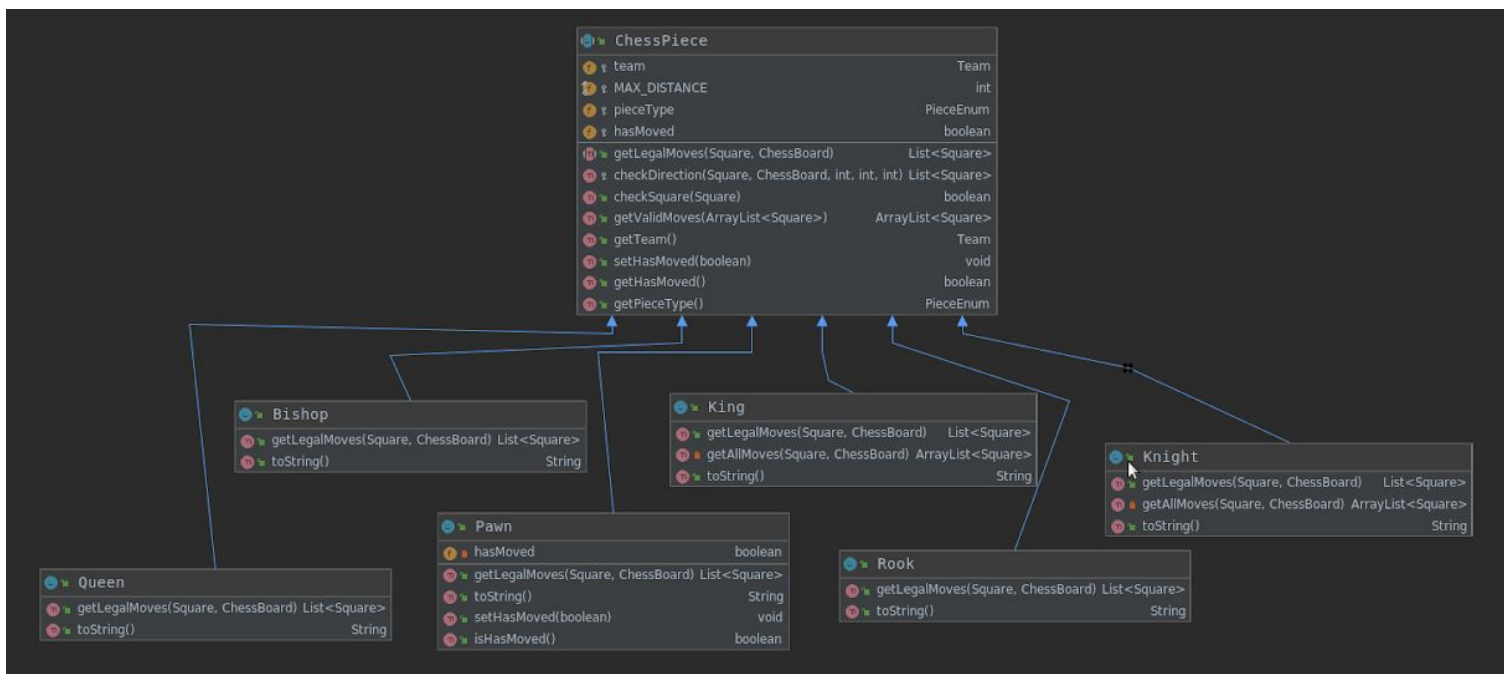 ChessPiece
team Team
MAX_DISTANCE int
pieceType PieceEnum
hasMoved boolean
getLegalMoves(Square, ChessBoard) List<Square>
checkDirection(Square, ChessBoard, int, int, int) List<Square>
checkSquare(Square) boolean
getValidMoves(ArrayList<Square>) ArrayList<Square>
getTeam() Team
setHasMoved(boolean) void
getHasMoved() boolean
getPieceType() PieceEnum
Bishop
getLegalMoves(Square, ChessBoard) List<Square>
toString() String
King
getLegalMoves(Square, ChessBoard) List<Square>
getAllMoves(Square, ChessBoard) ArrayList<Square>
toString() String
Knight
getLegalMoves(Square, ChessBoard) List<Square>
getAllMoves(Square, ChessBoard) ArrayList<Square>
toString() String
Pawn
hasMoved boolean
getLegalMoves(Square, ChessBoard) List<Square>
toString() String
setHasMoved(boolean) void
isHasMoved() boolean
Rook
getLegalMoves(Square, ChessBoard) List<Square>
toString() String
Queen
getLegalMoves(Square, ChessBoard) List<Square>
toString() String